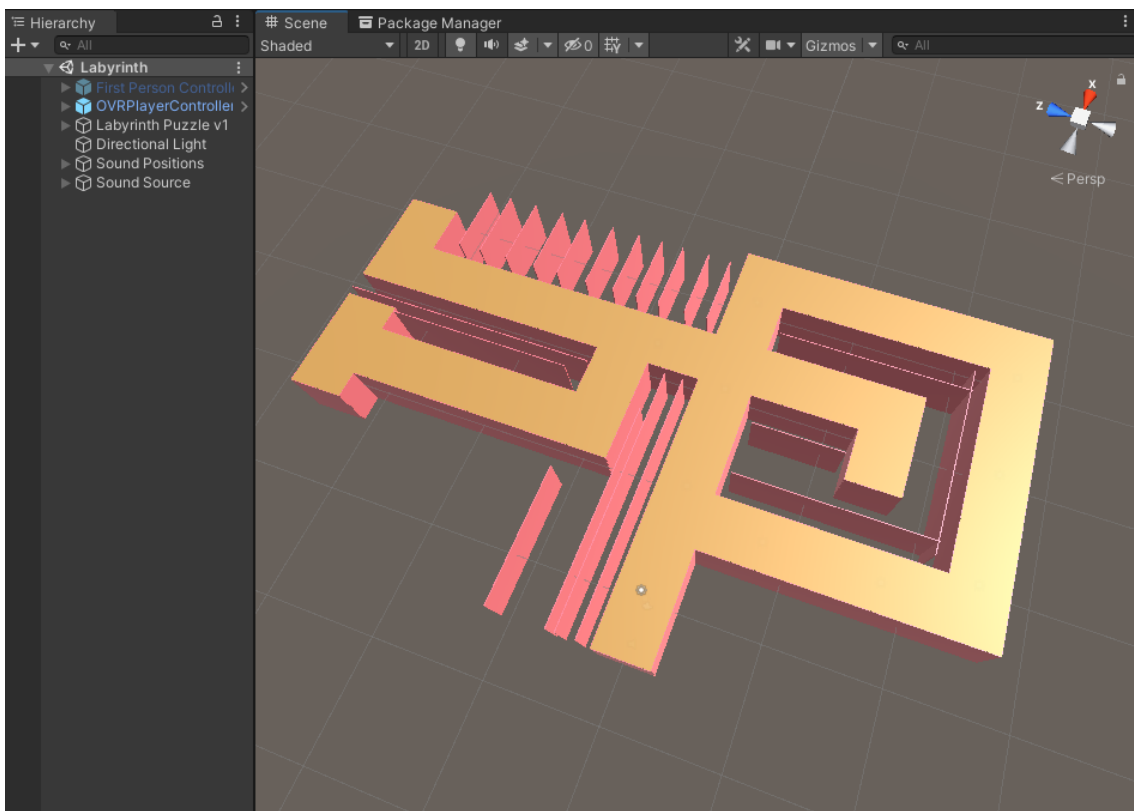 Hierarchy
All
Labyrinth
First Person Controll
OVRPlayerController
Labyrinth Puzzle v1
Directional Light
Sound Positions
Sound Source
Scene
Package Manager
Shaded
2D
0
Gizmos
All
x
z
Persp